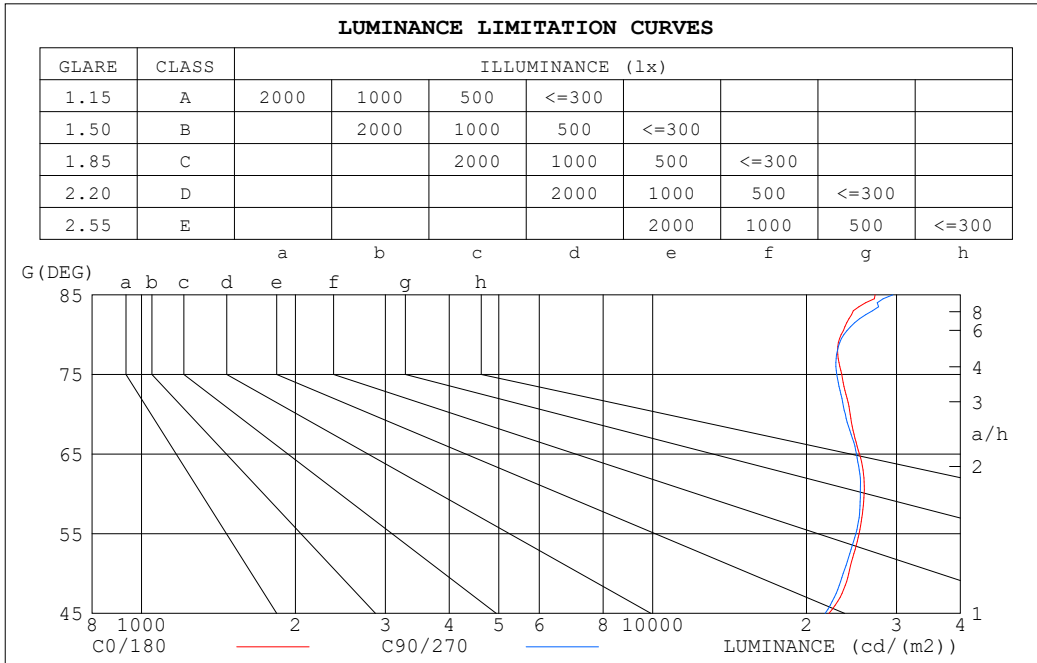 LUMINANCE LIMITATION CURVES
GLARE CLASS ILLUMINANCE (lx)
1.15 A 2000 1000 500 <=300
1.50 B 2000 1000 500 <=300
1.85 C 2000 1000 500 <=300
2.20 D 2000 1000 500 <=300
2.55 E 2000 1000 500 <=300
a b c d e f g h
G(DEG)
a b c d e f g h
85
8
6
75
4
3
a/h
65
2
55
45 1
8 1000 2 3 4 5 6 8 10000 2 3 4
C0/180 C90/270 LUMINANCE (cd/(m2))